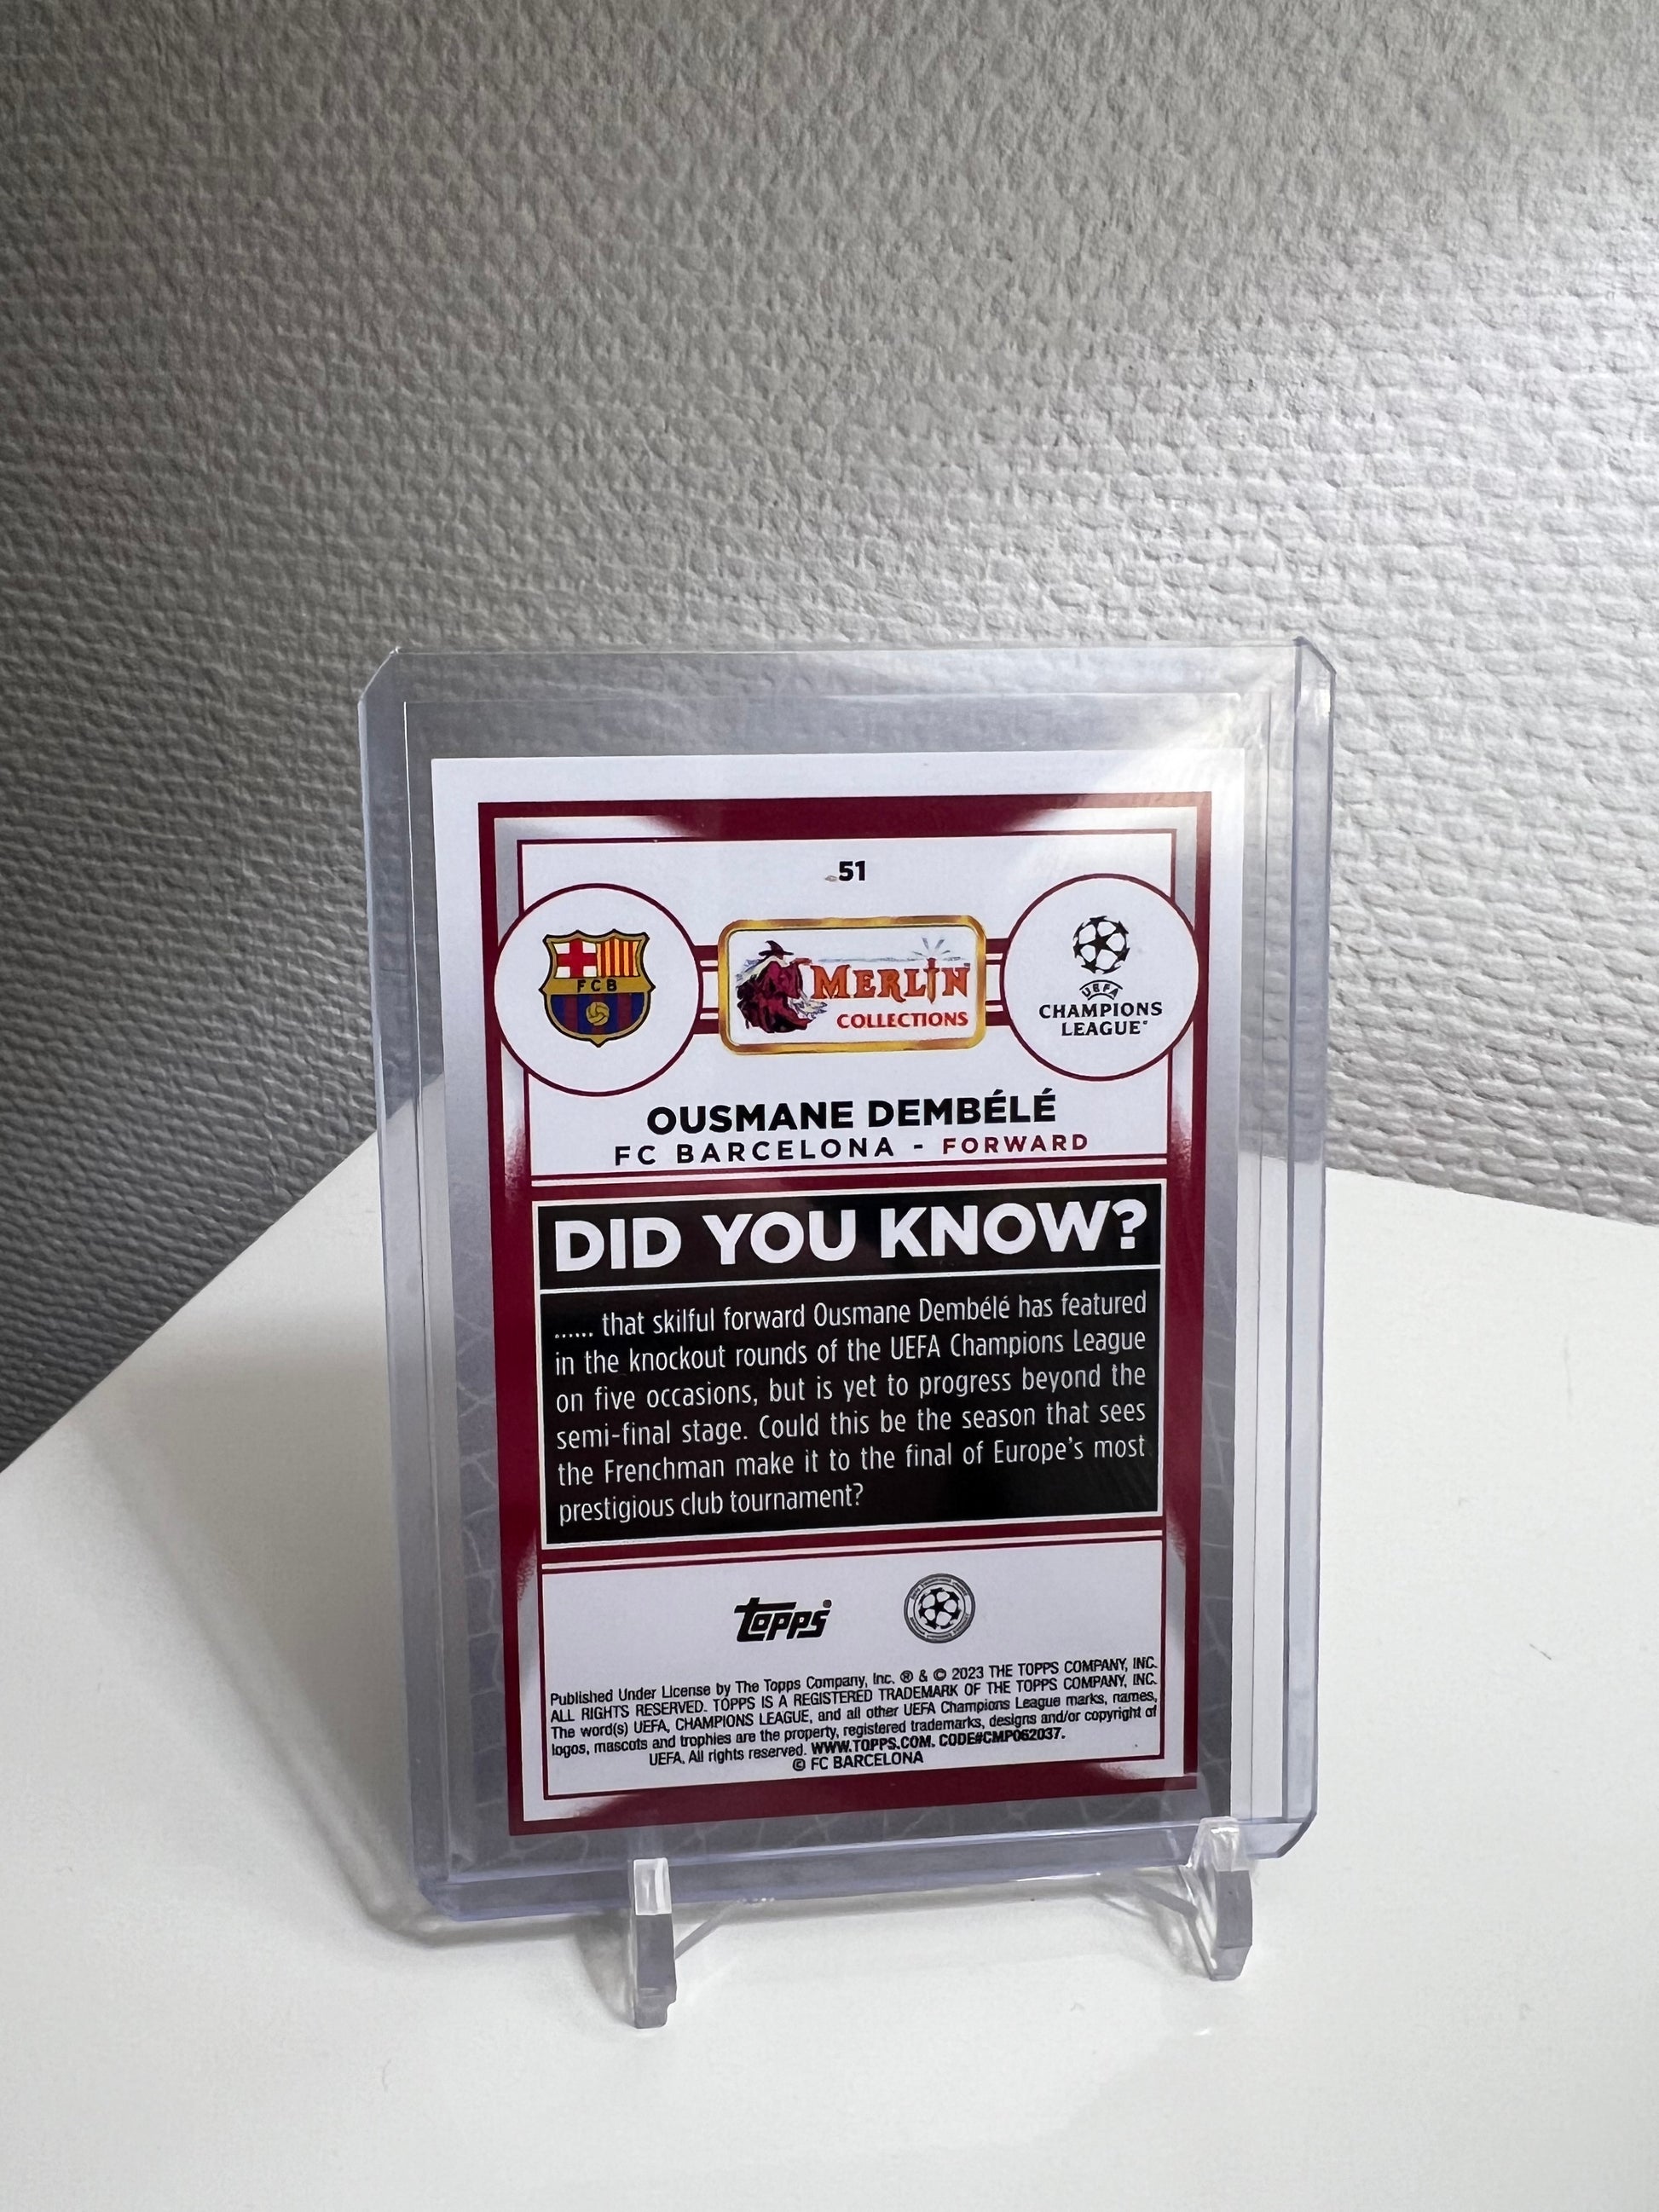 51
FCB
MERLIN
COLLECTIONS
UEFA
CHAMPIONS
LEAGUE
OUSMANE DEMBÉLÉ
FC BARCELONA - FORWARD
DID YOU KNOW?
...... that skilful forward Ousmane Dembélé has featured
in the knockout rounds of the UEFA Champions League
on five occasions, but is yet to progress beyond the
semi-final stage. Could this be the season that sees
the Frenchman make it to the final of Europe's most
prestigious club tournament?
topps
Published Under License by The Topps Company, Inc. ® & © 2023 THE TOPPS COMPANY, INC.
ALL RIGHTS RESERVED. TOPPS IS A REGISTERED TRADEMARK OF THE TOPPS COMPANY, INC.
The word(s) UEFA, CHAMPIONS LEAGUE, and all other UEFA Champions League marks, names,
logos, mascots and trophies are the property, registered trademarks, designs and/or copyright of
UEFA. All rights reserved. WWW.TOPPS.COM. CODE#CMP062037.
© FC BARCELONA